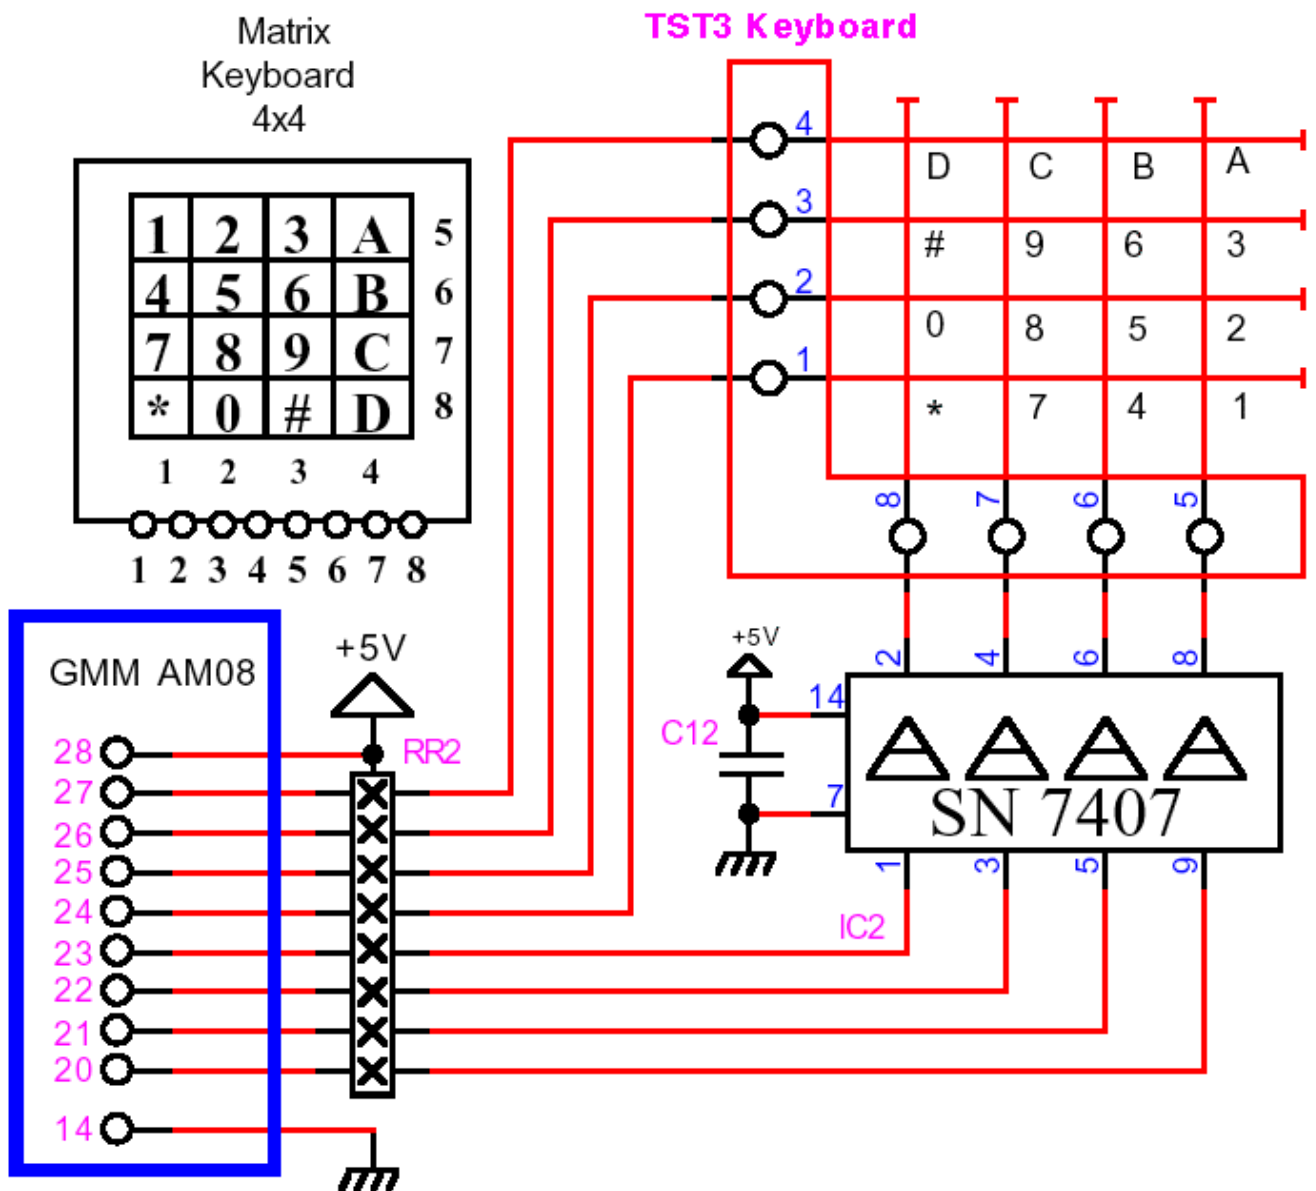 Matrix
Keyboard
4x4
1 2 3 A 5
4 5 6 B 6
7 8 9 C 7
* 0 # D 8
1 2 3 4
1 2 3 4 5 6 7 8
TST3 Keyboard
4
D C B A
3
# 9 6 3
2
0 8 5 2
1
* 7 4 1
8 7 6 5
GMM AM08
28
27
26
25
24
23
22
21
20
14
+5V
RR2
+5V
C12
14
7
2 4 6 8
SN 7407
1 3 5 9
IC2